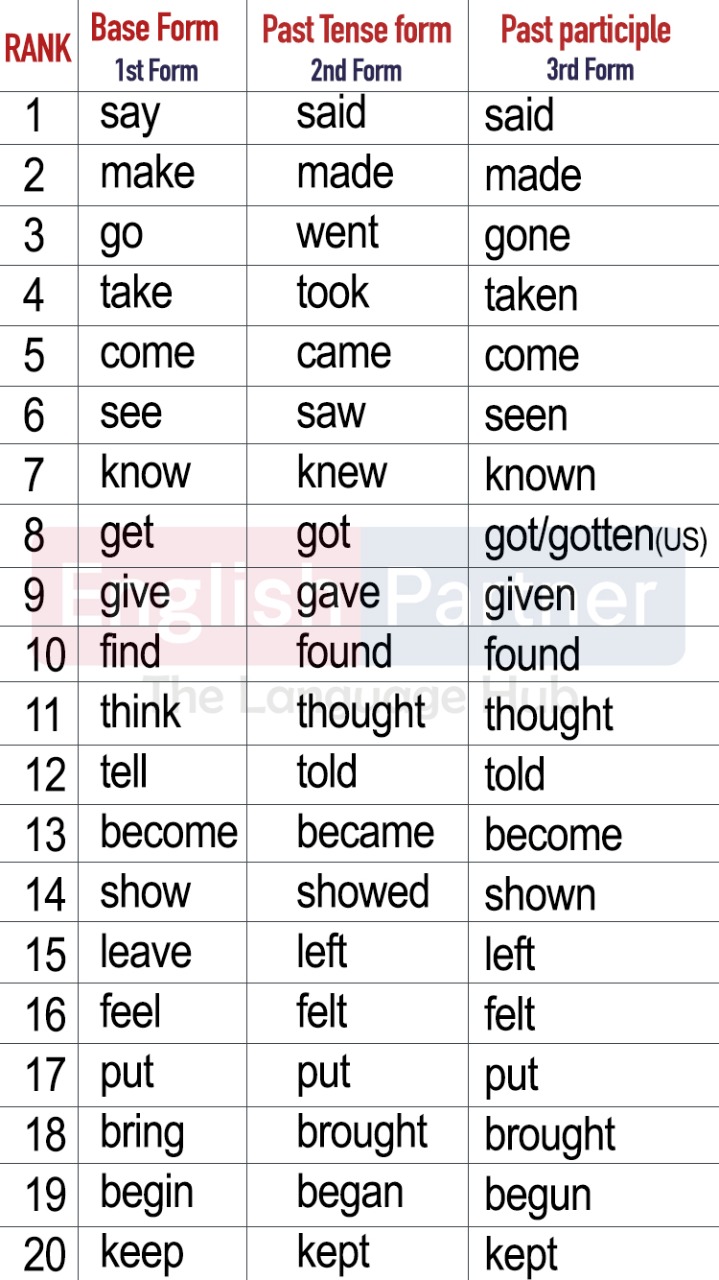 RANK Base Form Past Tense form Past participle
1st Form 2nd Form 3rd Form
1 say said said
2 make made made
3 go went gone
4 take took taken
5 come came come
6 see saw seen
7 know knew known
8 get got got/gotten(US)
9 give gave given
English Partner
10 find found found
The Language Hub
11 think thought thought
12 tell told told
13 become became become
14 show showed shown
15 leave left left
16 feel felt felt
17 put put put
18 bring brought brought
19 begin began begun
20 keep kept kept